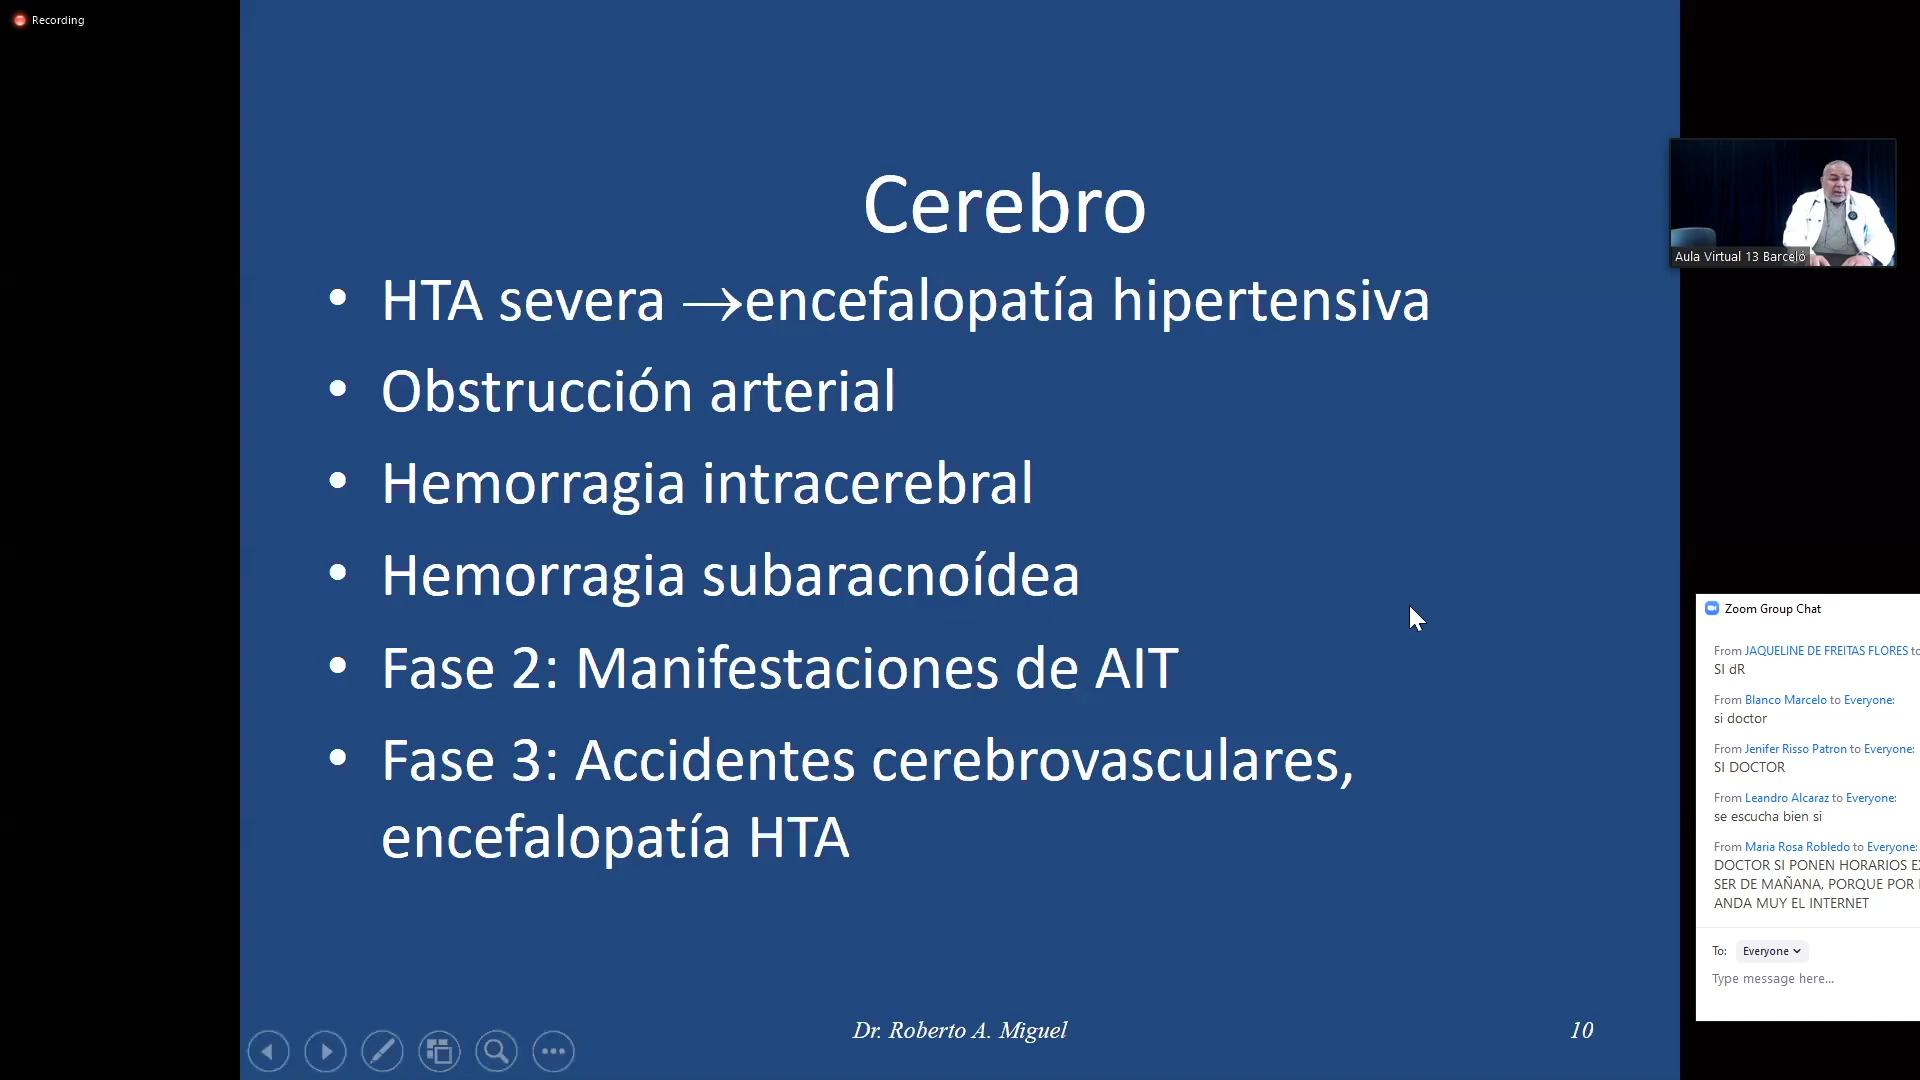 Recording
Cerebro
• HTA severa →encefalopatía hipertensiva
• Obstrucción arterial
• Hemorragia intracerebral
• Hemorragia subaracnoídea
• Fase 2: Manifestaciones de AIT
• Fase 3: Accidentes cerebrovasculares,
encefalopatía HTA
Dr. Roberto A. Miguel
10
Aula Virtual 13 Barceló
Zoom Group Chat
From JAQUELINE DE FREITAS FLORES to
SI dR
From Blanco Marcelo to Everyone:
si doctor
From Jenifer Risso Patron to Everyone:
SI DOCTOR
From Leandro Alcaraz to Everyone:
se escucha bien si
From Maria Rosa Robledo to Everyone:
DOCTOR SI PONEN HORARIOS
SER DE MAÑANA, PORQUE POR
ANDA MUY EL INTERNET
To: Everyone
Type message here...